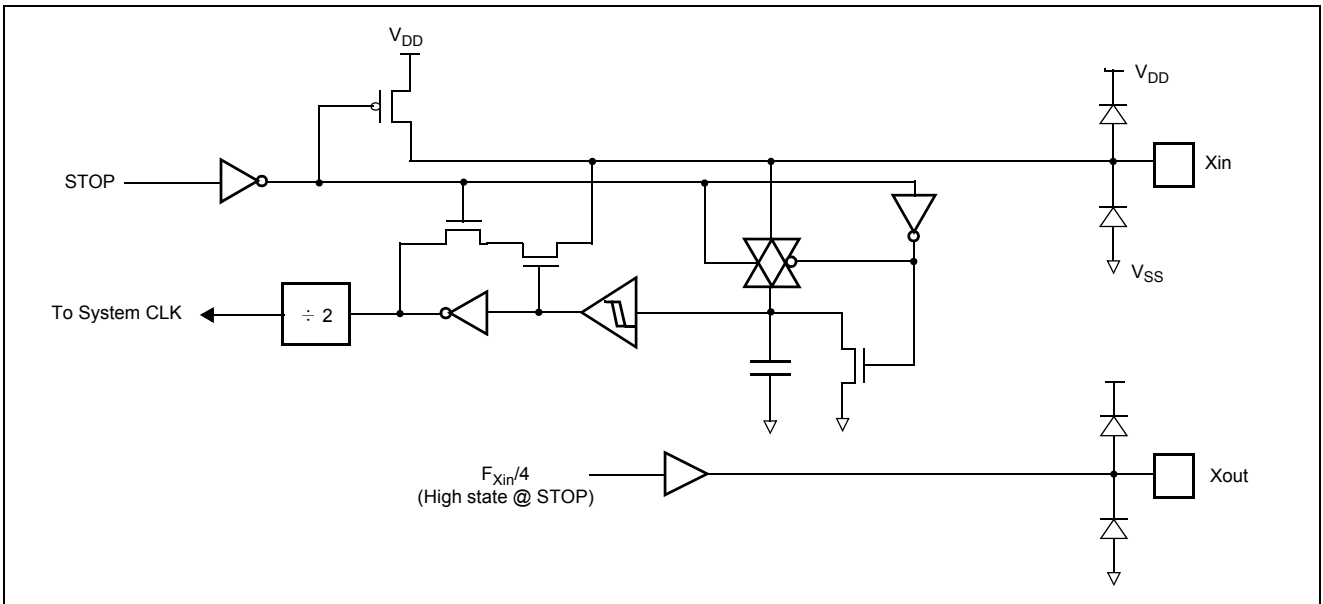 VDD
VDD
Xin
STOP
VSS
To System CLK
÷ 2
FXin/4
(High state @ STOP)
Xout